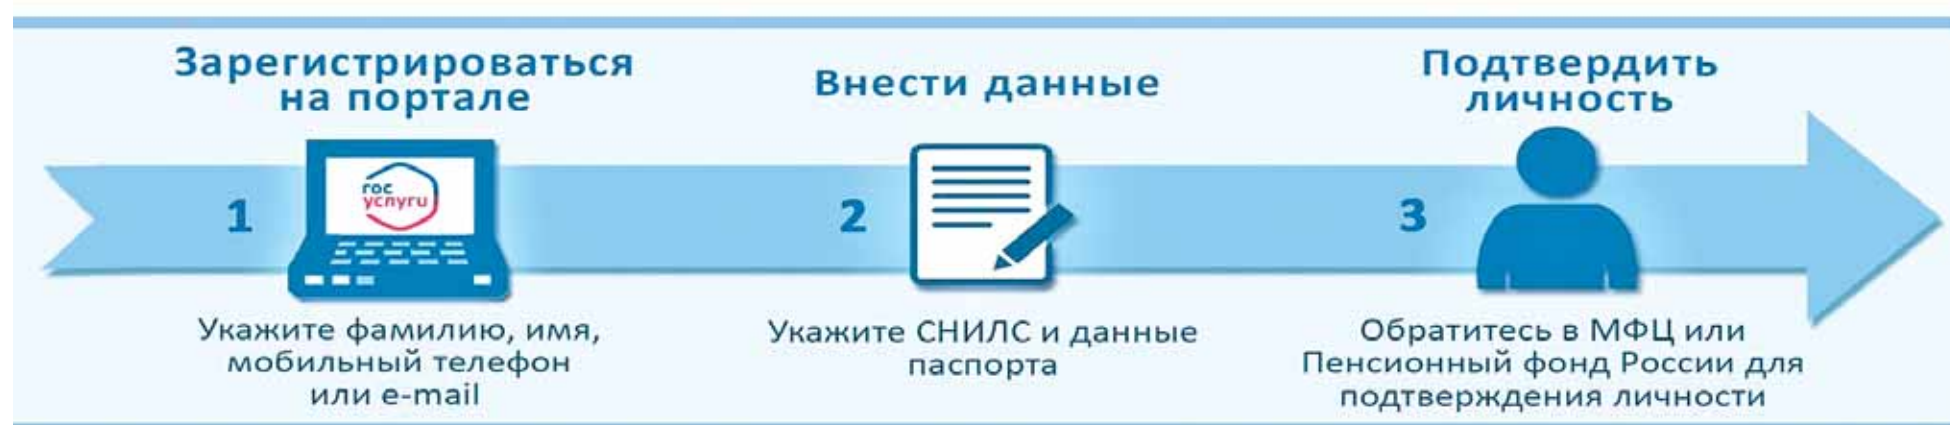 Зарегистрироваться
на портале
1
гос
услуги
Укажите фамилию, имя,
мобильный телефон
или e-mail
Внести данные
2
Укажите СНИЛС и данные
паспорта
Подтвердить
личность
3
Обратитесь в МФЦ или
Пенсионный фонд России для
подтверждения личности